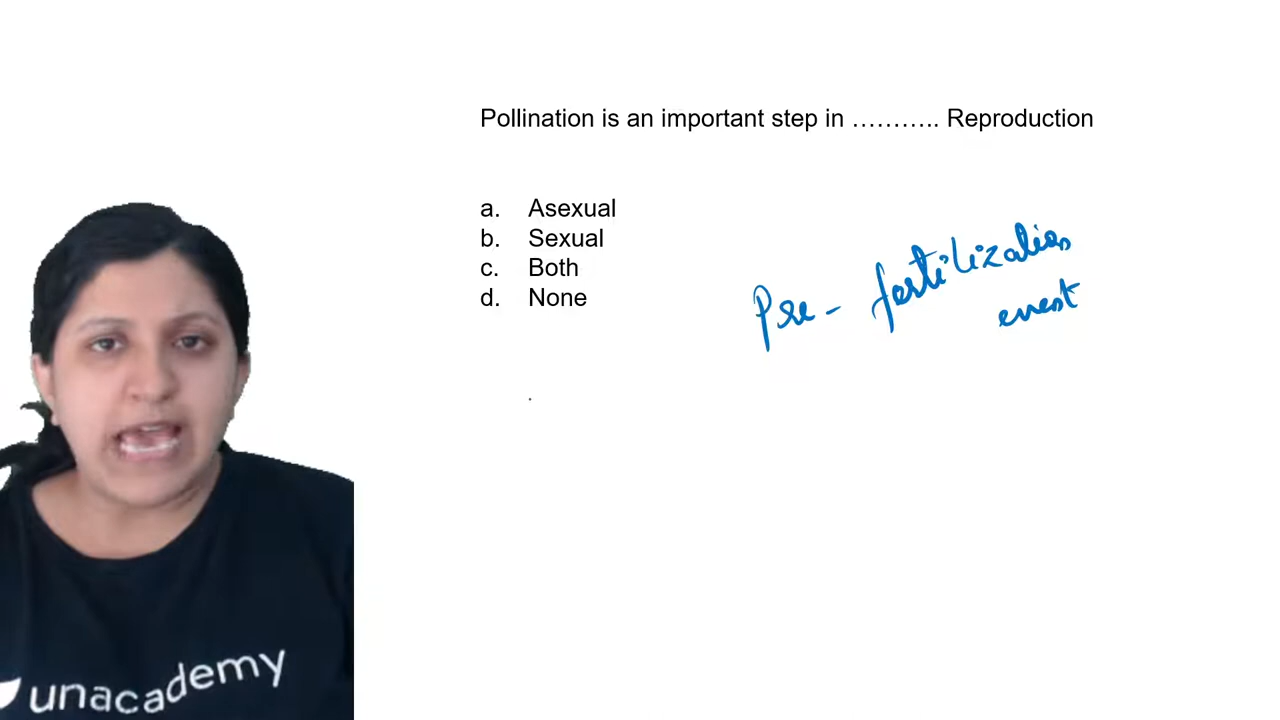 Pollination is an important step in ……….. Reproduction
a. Asexual
b. Sexual
c. Both
d. None
Pre - fertilization
event
unacademy